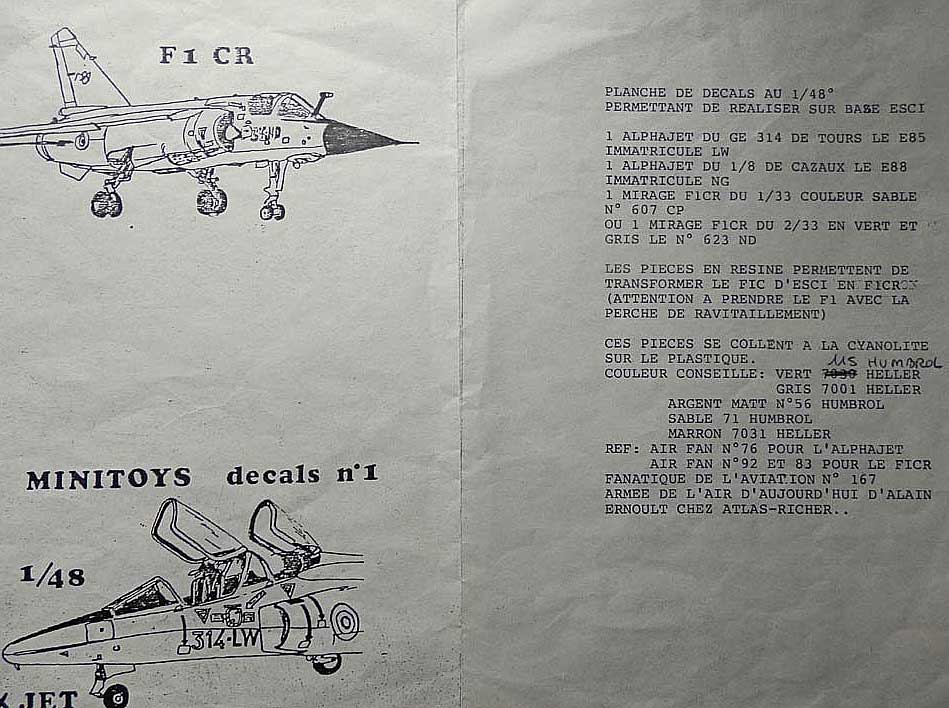 F1 CR
MINITOYS decals n°1
1/48
314-LW
JET
PLANCHE DE DECALS AU 1/48°
PERMETTANT DE REALISER SUR BASE ESCI
1 ALPHAJET DU GE 314 DE TOURS LE E85
IMMATRICULE LW
1 ALPHAJET DU 1/8 DE CAZAUX LE E88
IMMATRICULE NG
1 MIRAGE F1CR DU 1/33 COULEUR SABLE
N° 607 CP
OU 1 MIRAGE F1CR DU 2/33 EN VERT ET
GRIS LE N° 623 ND
LES PIECES EN RESINE PERMETTENT DE
TRANSFORMER LE F1C D'ESCI EN F1CR
(ATTENTION A PRENDRE LE F1 AVEC LA
PERCHE DE RAVITAILLEMENT)
CES PIECES SE COLLENT A LA CYANOLITE
SUR LE PLASTIQUE. 115 HUMBROL
COULEUR CONSEILLE: VERT 7030 HELLER
GRIS 7001 HELLER
ARGENT MATT N°56 HUMBROL
SABLE 71 HUMBROL
MARRON 7031 HELLER
REF: AIR FAN N°76 POUR L'ALPHAJET
AIR FAN N°92 ET 83 POUR LE F1CR
FANATIQUE DE L'AVIATION N° 167
ARMEE DE L'AIR D'AUJOURD'HUI D'ALAIN
ERNOULT CHEZ ATLAS-RICHER..